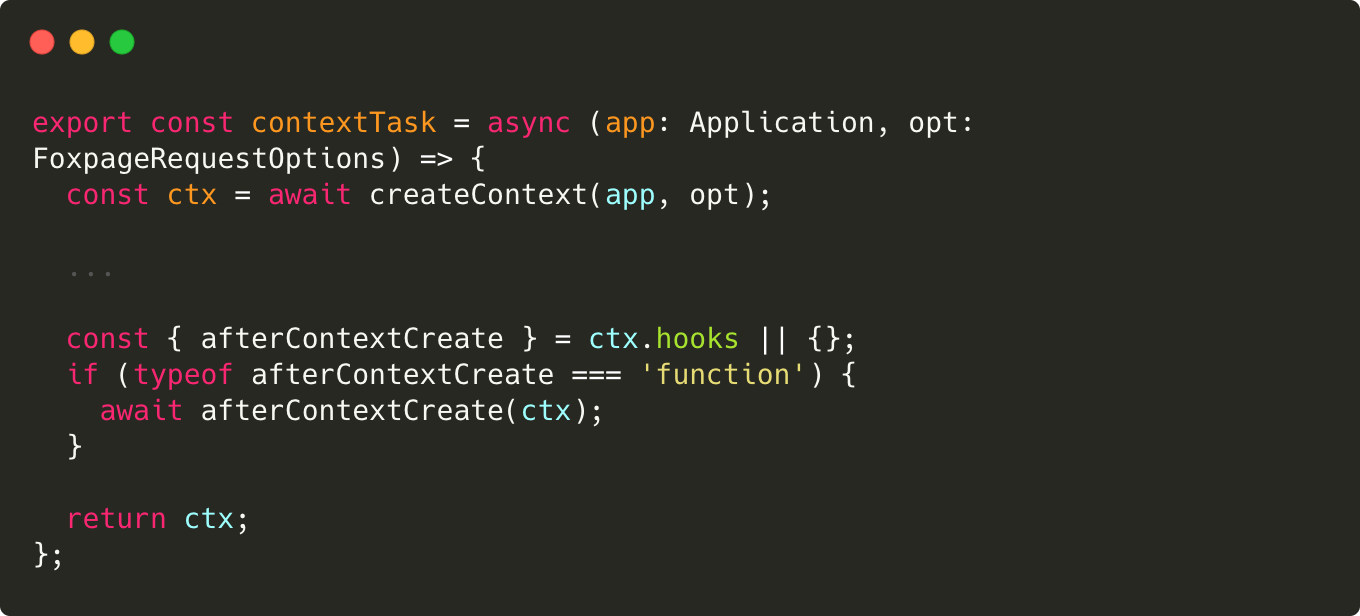 export const contextTask = async (app: Application, opt:
FoxpageRequestOptions) => {
  const ctx = await createContext(app, opt);

  ...

  const { afterContextCreate } = ctx.hooks || {};
  if (typeof afterContextCreate === 'function') {
    await afterContextCreate(ctx);
  }

  return ctx;
};